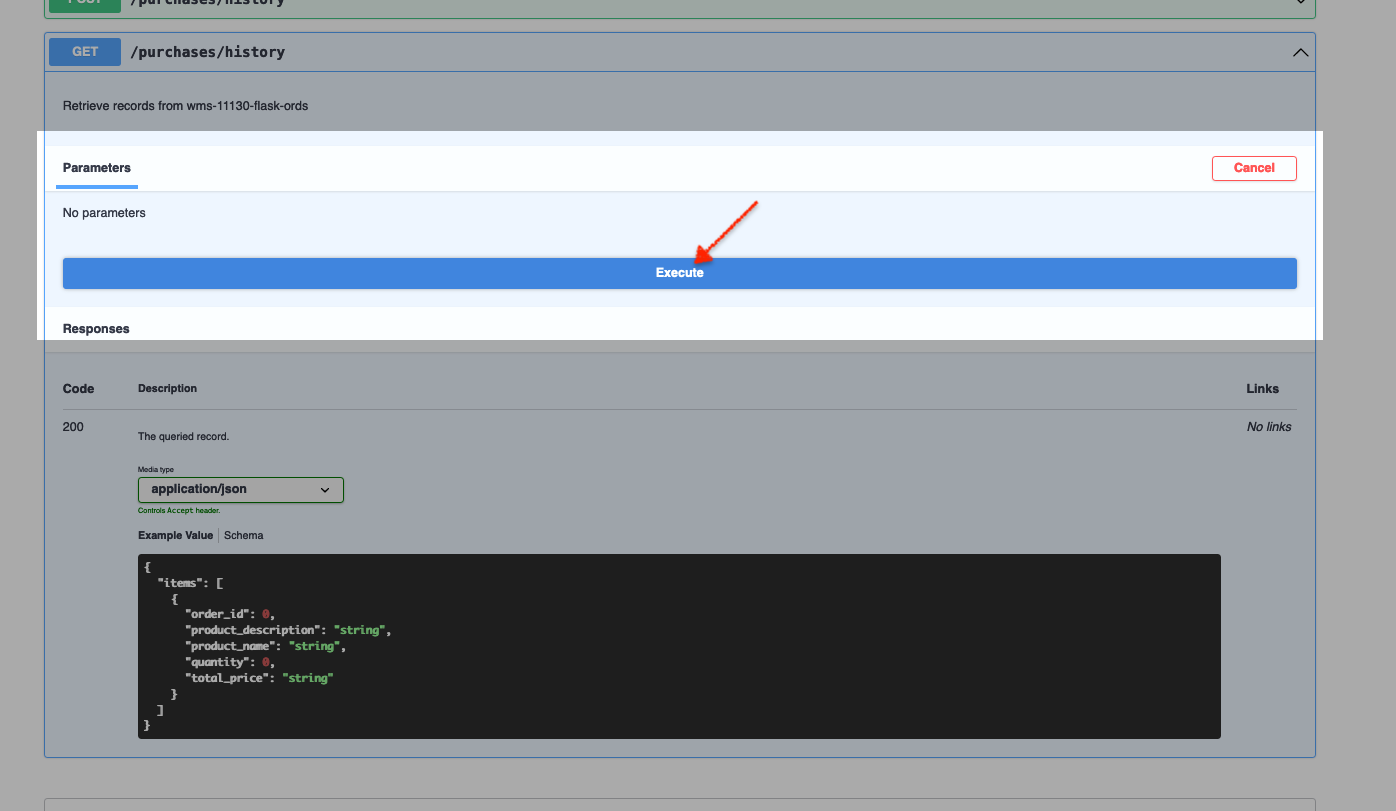 POST /purchases/history
GET /purchases/history
Retrieve records from wms-11130-flask-ords
Parameters Cancel
No parameters
Execute
Responses
Code Description Links
200 The queried record. No links
Media type
application/json
Controls Accept header.
Example Value Schema
{
"items": [
{
"order_id": 0,
"product_description": "string",
"product_name": "string",
"quantity": 0,
"total_price": "string"
}
]
}